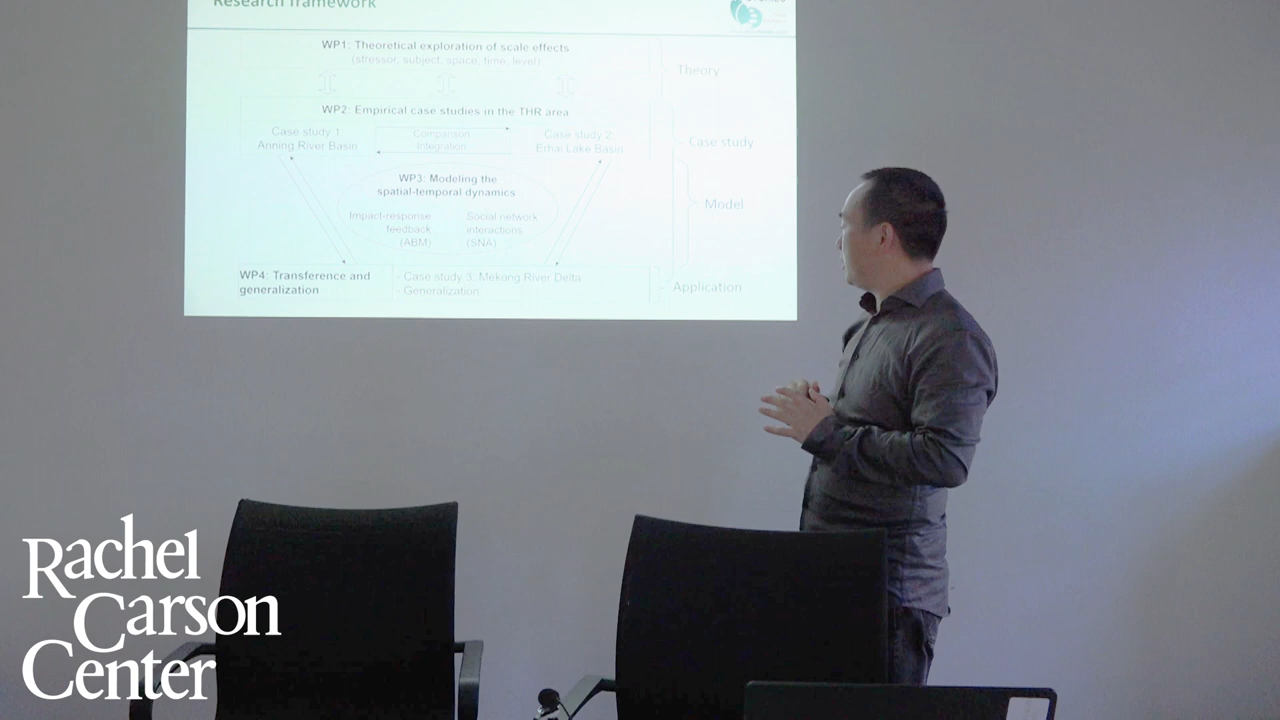 Research framework
WP1: Theoretical exploration of scale effects
(stressor, subject, space, time, level)
Theory
WP2: Empirical case studies in the THR area
Case study 1
Anning River Basin
Comparison
Integration
Case study 2:
Erhai Lake Basin
Case study
WP3: Modeling the
spatial-temporal dynamics
Impact-response
feedback
(ABM)
Social network
interactions
(SNA)
Model
WP4: Transference and
generalization
- Case study 3: Mekong River Delta
- Generalization
Application
Rachel
Carson
Center